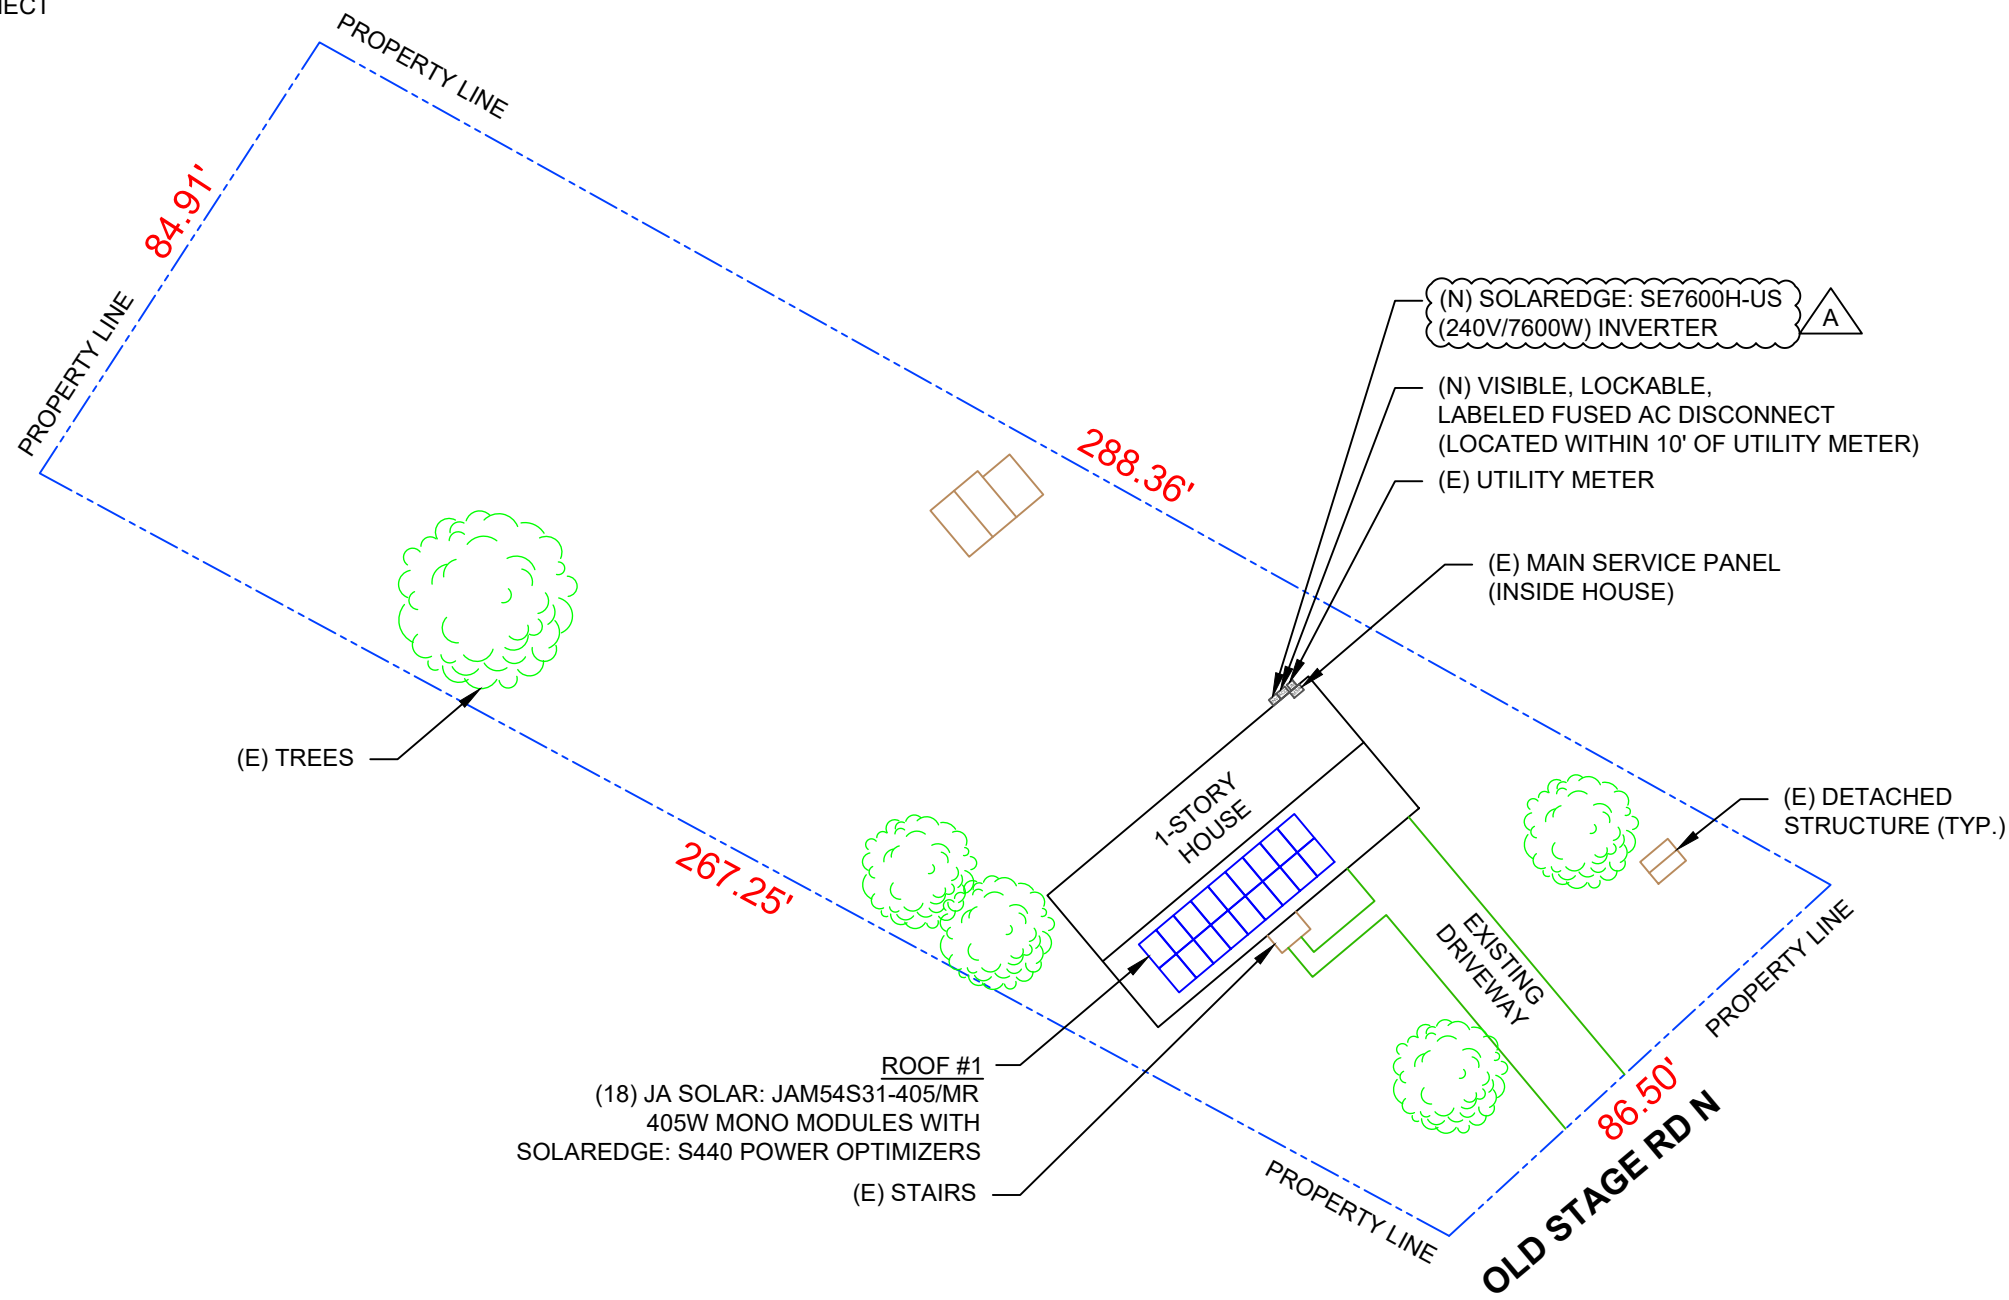 PROPERTY LINE
84.91'
PROPERTY LINE
288.36'
(N) SOLAREDGE: SE7600H-US
(240V/7600W) INVERTER
A
(N) VISIBLE, LOCKABLE,
LABELED FUSED AC DISCONNECT
(LOCATED WITHIN 10' OF UTILITY METER)
(E) UTILITY METER
(E) MAIN SERVICE PANEL
(INSIDE HOUSE)
(E) TREES
1-STORY
HOUSE
(E) DETACHED
STRUCTURE (TYP.)
267.25'
EXISTING
DRIVEWAY
PROPERTY LINE
ROOF #1
(18) JA SOLAR: JAM54S31-405/MR
405W MONO MODULES WITH
SOLAREDGE: S440 POWER OPTIMIZERS
(E) STAIRS
86.50'
OLD STAGE RD N
PROPERTY LINE